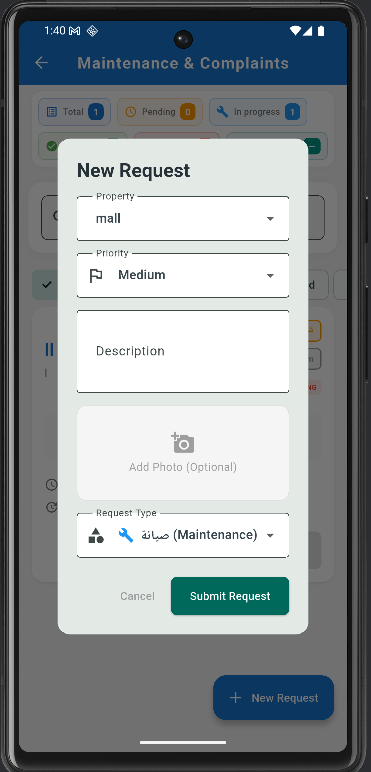 1:40
Maintenance & Complaints
Total 1
Pending 0
In progress 1
New Request
Property
mall
Priority
Medium
Description
Add Photo (Optional)
Request Type
صيانة (Maintenance)
Cancel
Submit Request
New Request